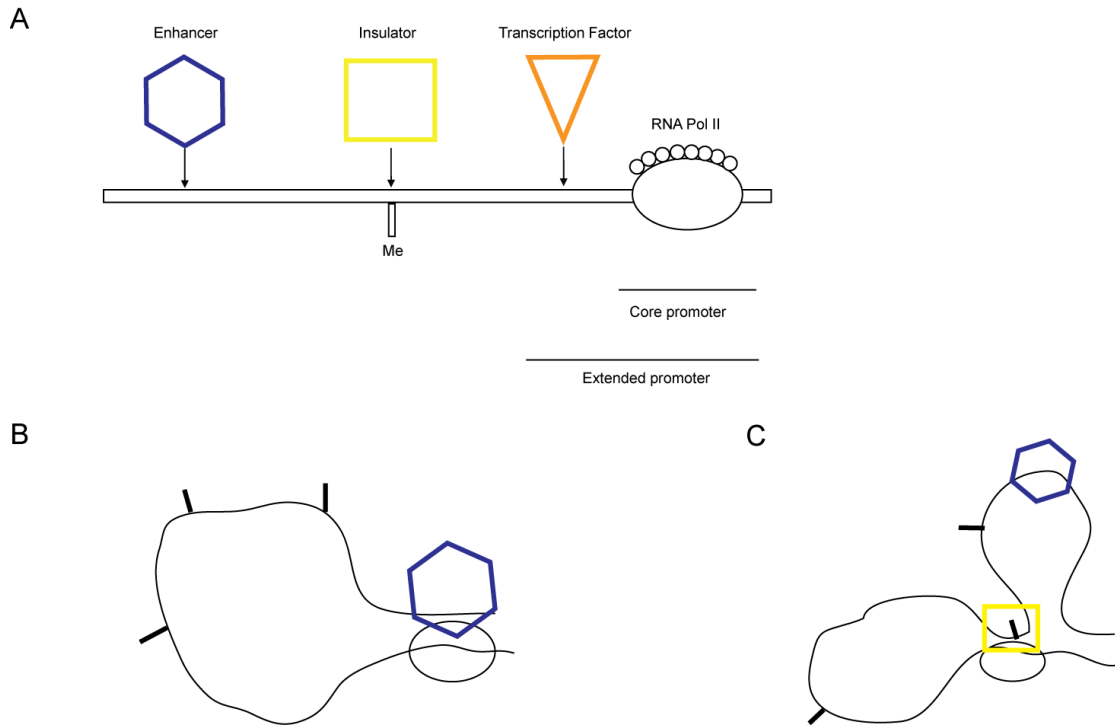 A
Enhancer
Insulator
Transcription Factor
RNA Pol II
Me
Core promoter
Extended promoter
B
C